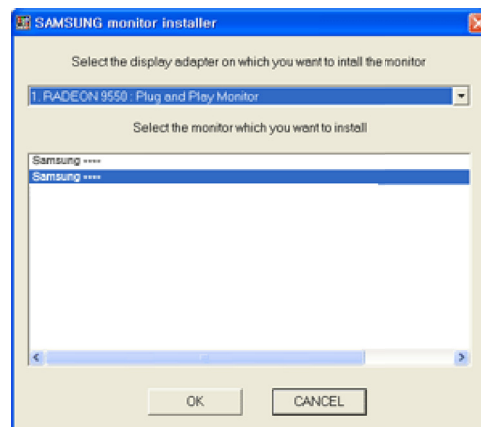 SAMSUNG monitor installer
Select the display adapter on which you want to intall the monitor
1. RADEON 9550 : Plug and Play Monitor
Select the monitor which you want to install
Samsung ****
Samsung ****
OK
CANCEL